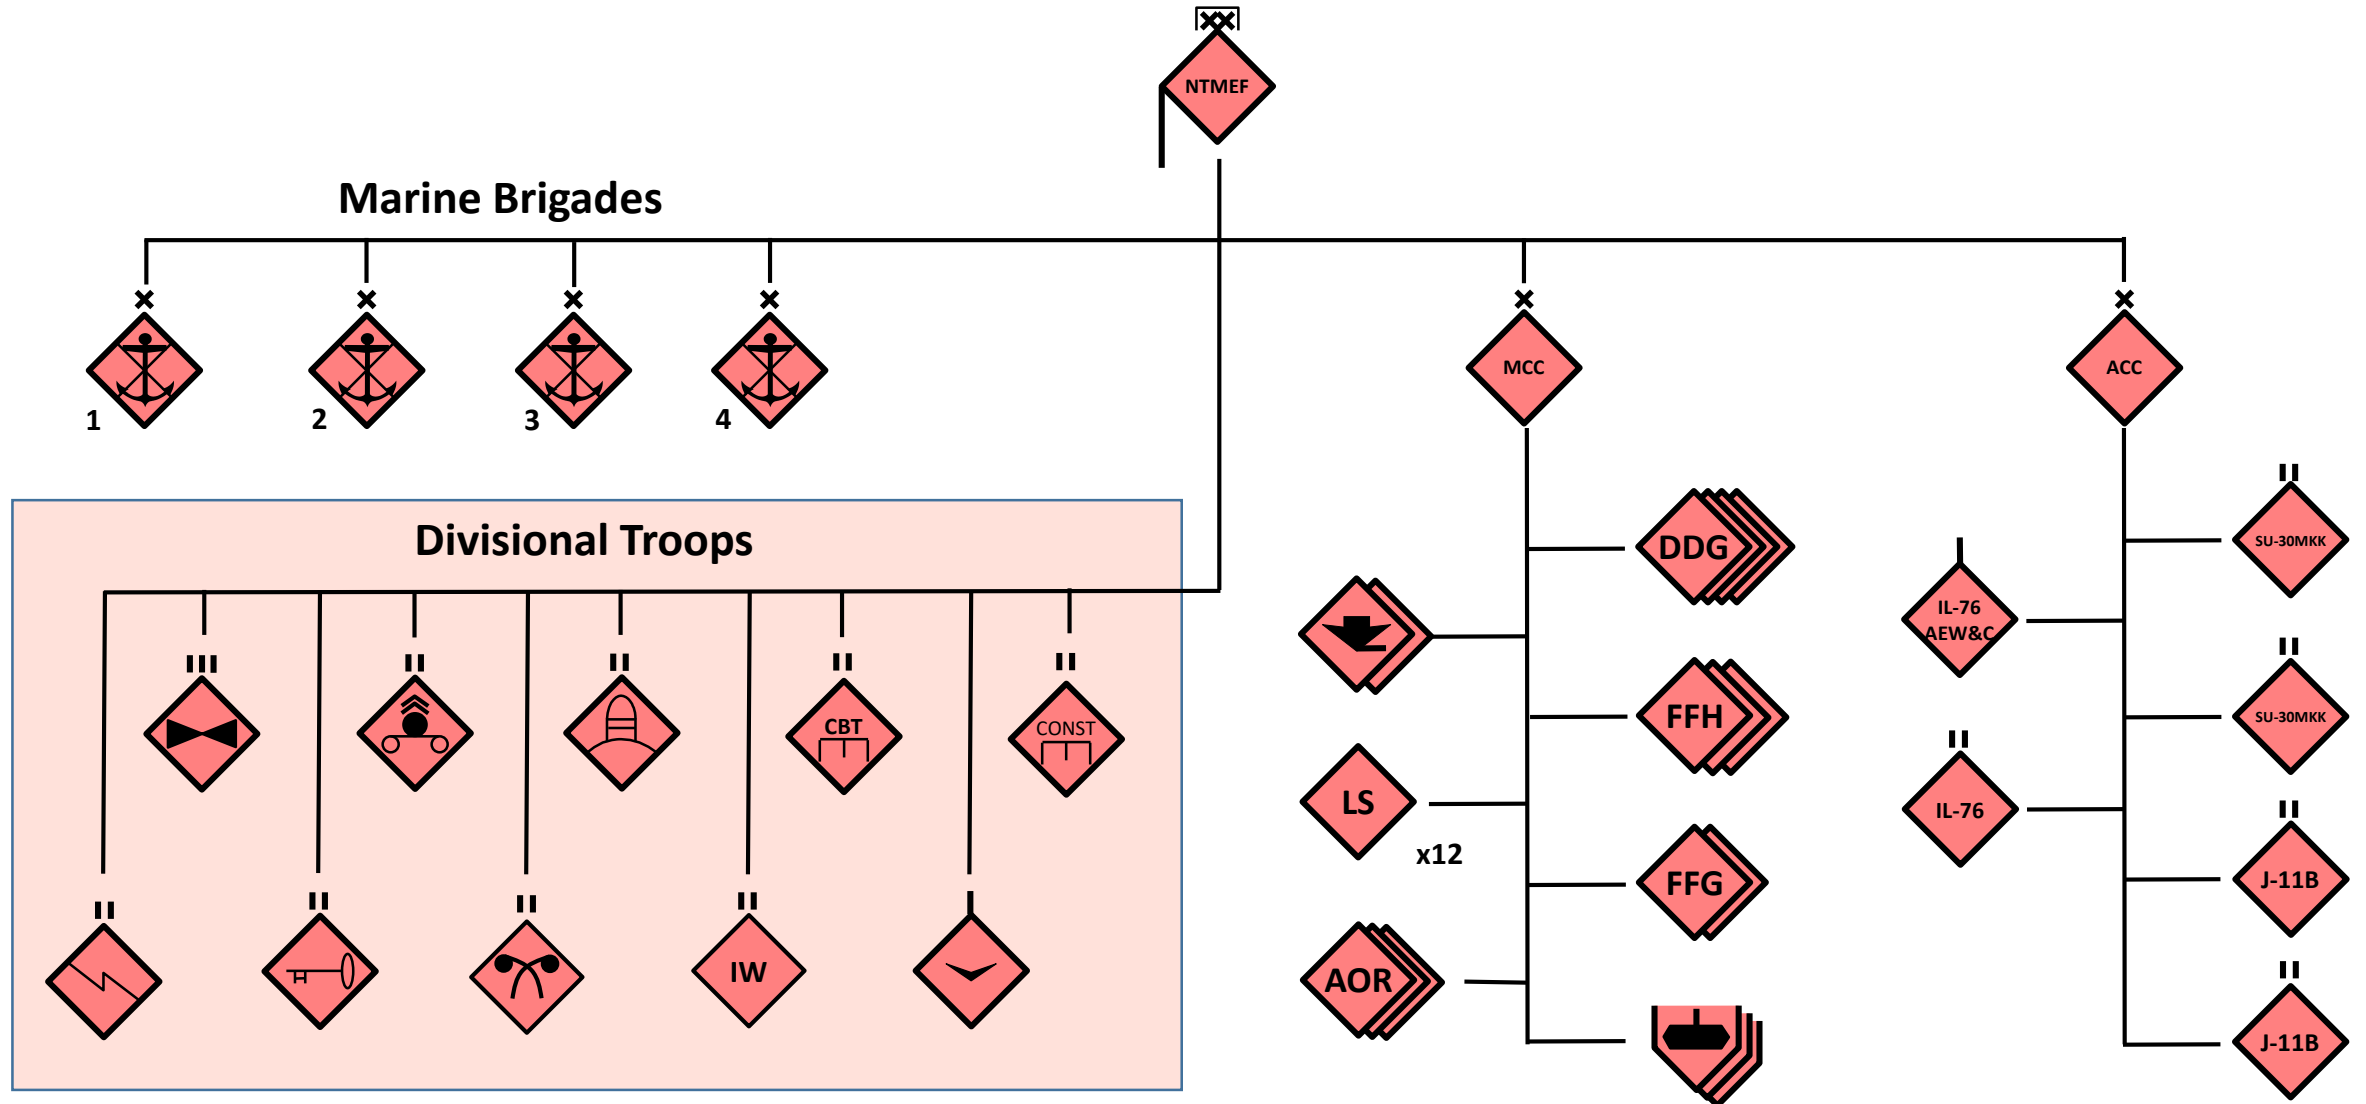 NTMEF
Marine Brigades
1
2
3
4
MCC
ACC
Divisional Troops
CBT
CONST
IW
DDG
FFH
LS
x12
FFG
AOR
SU-30MKK
IL-76
AEW&C
SU-30MKK
IL-76
J-11B
J-11B